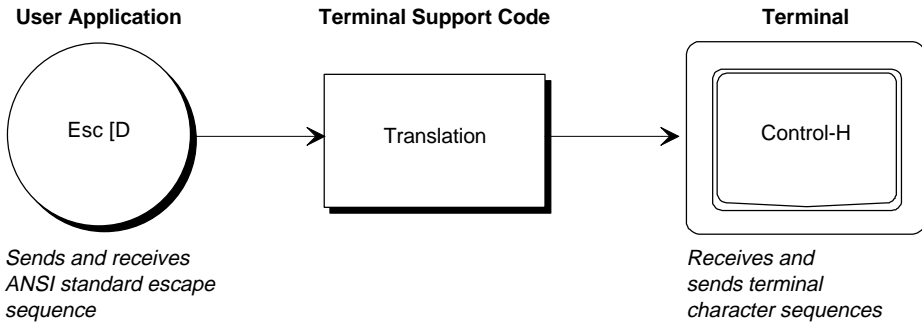 User Application
Terminal Support Code
Terminal
Esc [D
Translation
Control-H
Sends and receives
ANSI standard escape
sequence
Receives and
sends terminal
character sequences